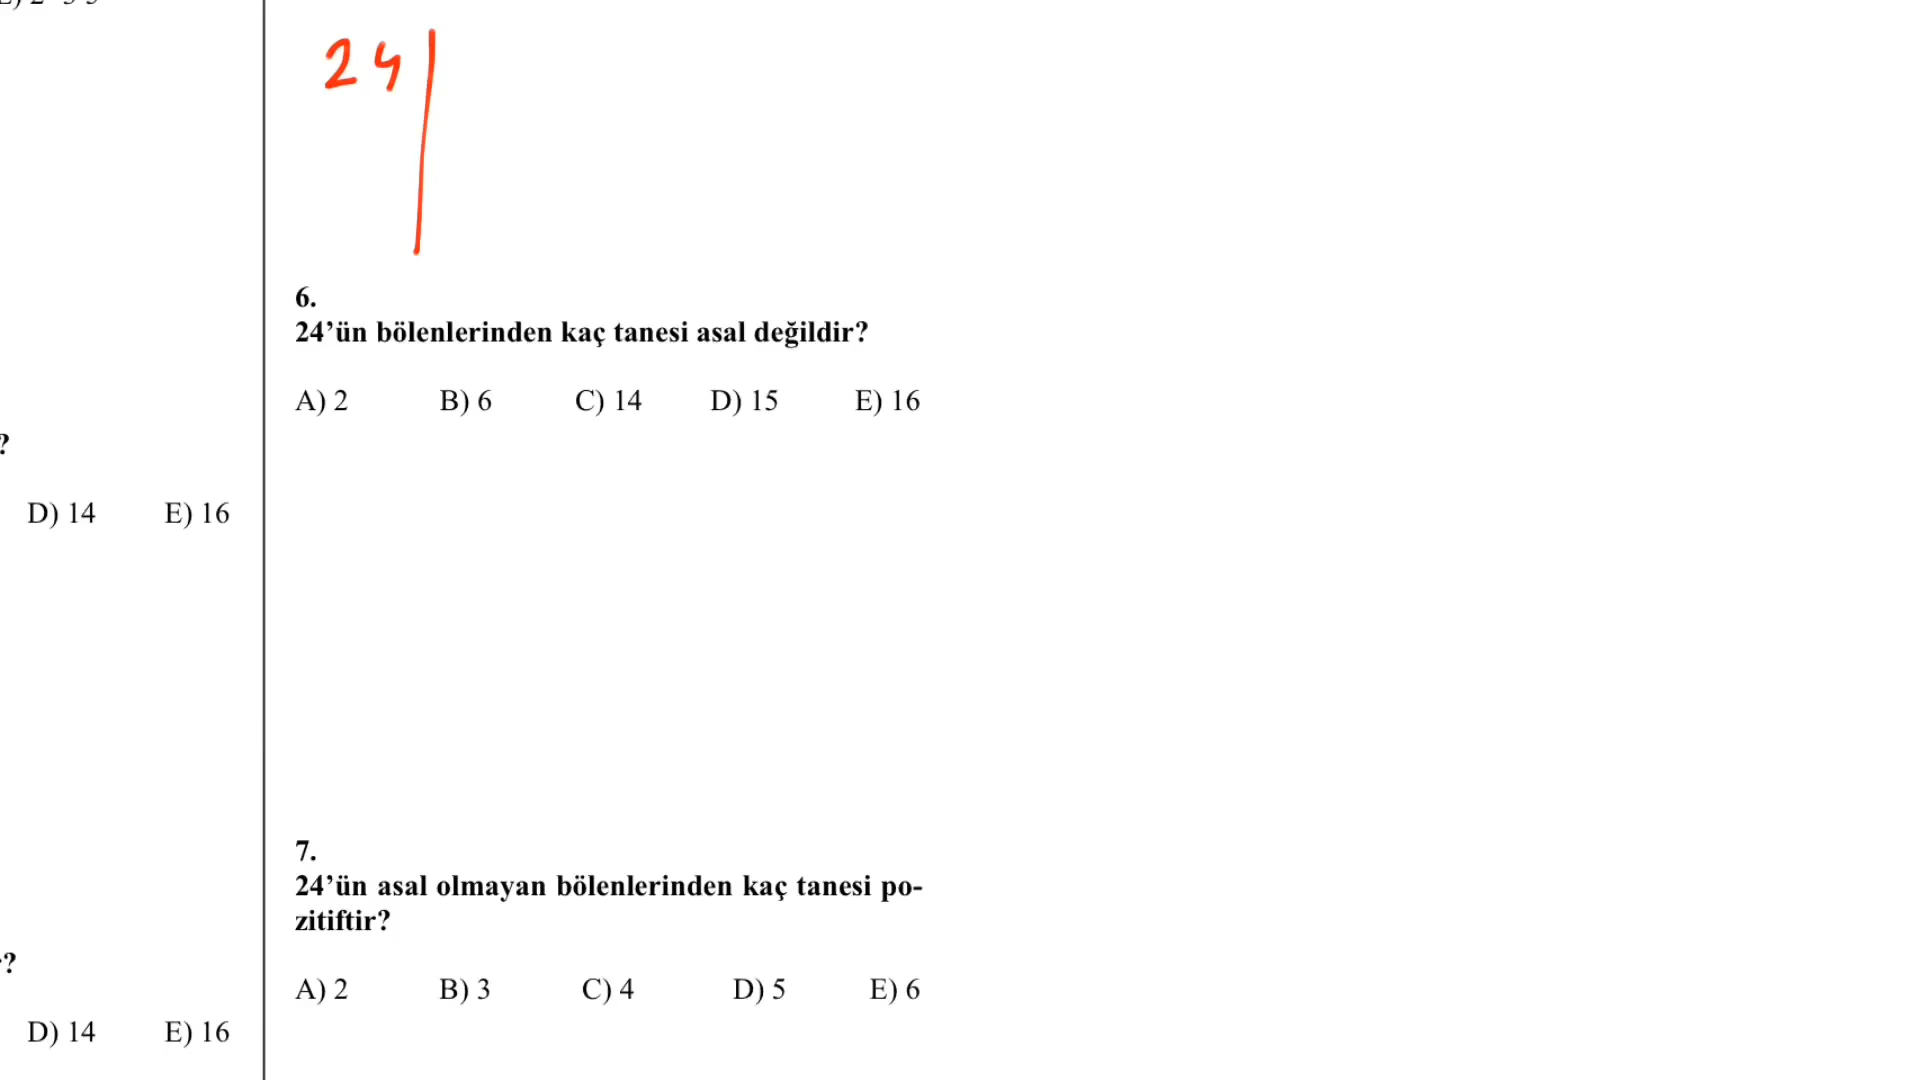 24
6.
24’ün bölenlerinden kaç tanesi asal değildir?
A) 2 B) 6 C) 14 D) 15 E) 16
?
D) 14 E) 16
7.
24’ün asal olmayan bölenlerinden kaç tanesi po-
zitiftir?
?
A) 2 B) 3 C) 4 D) 5 E) 6
D) 14 E) 16